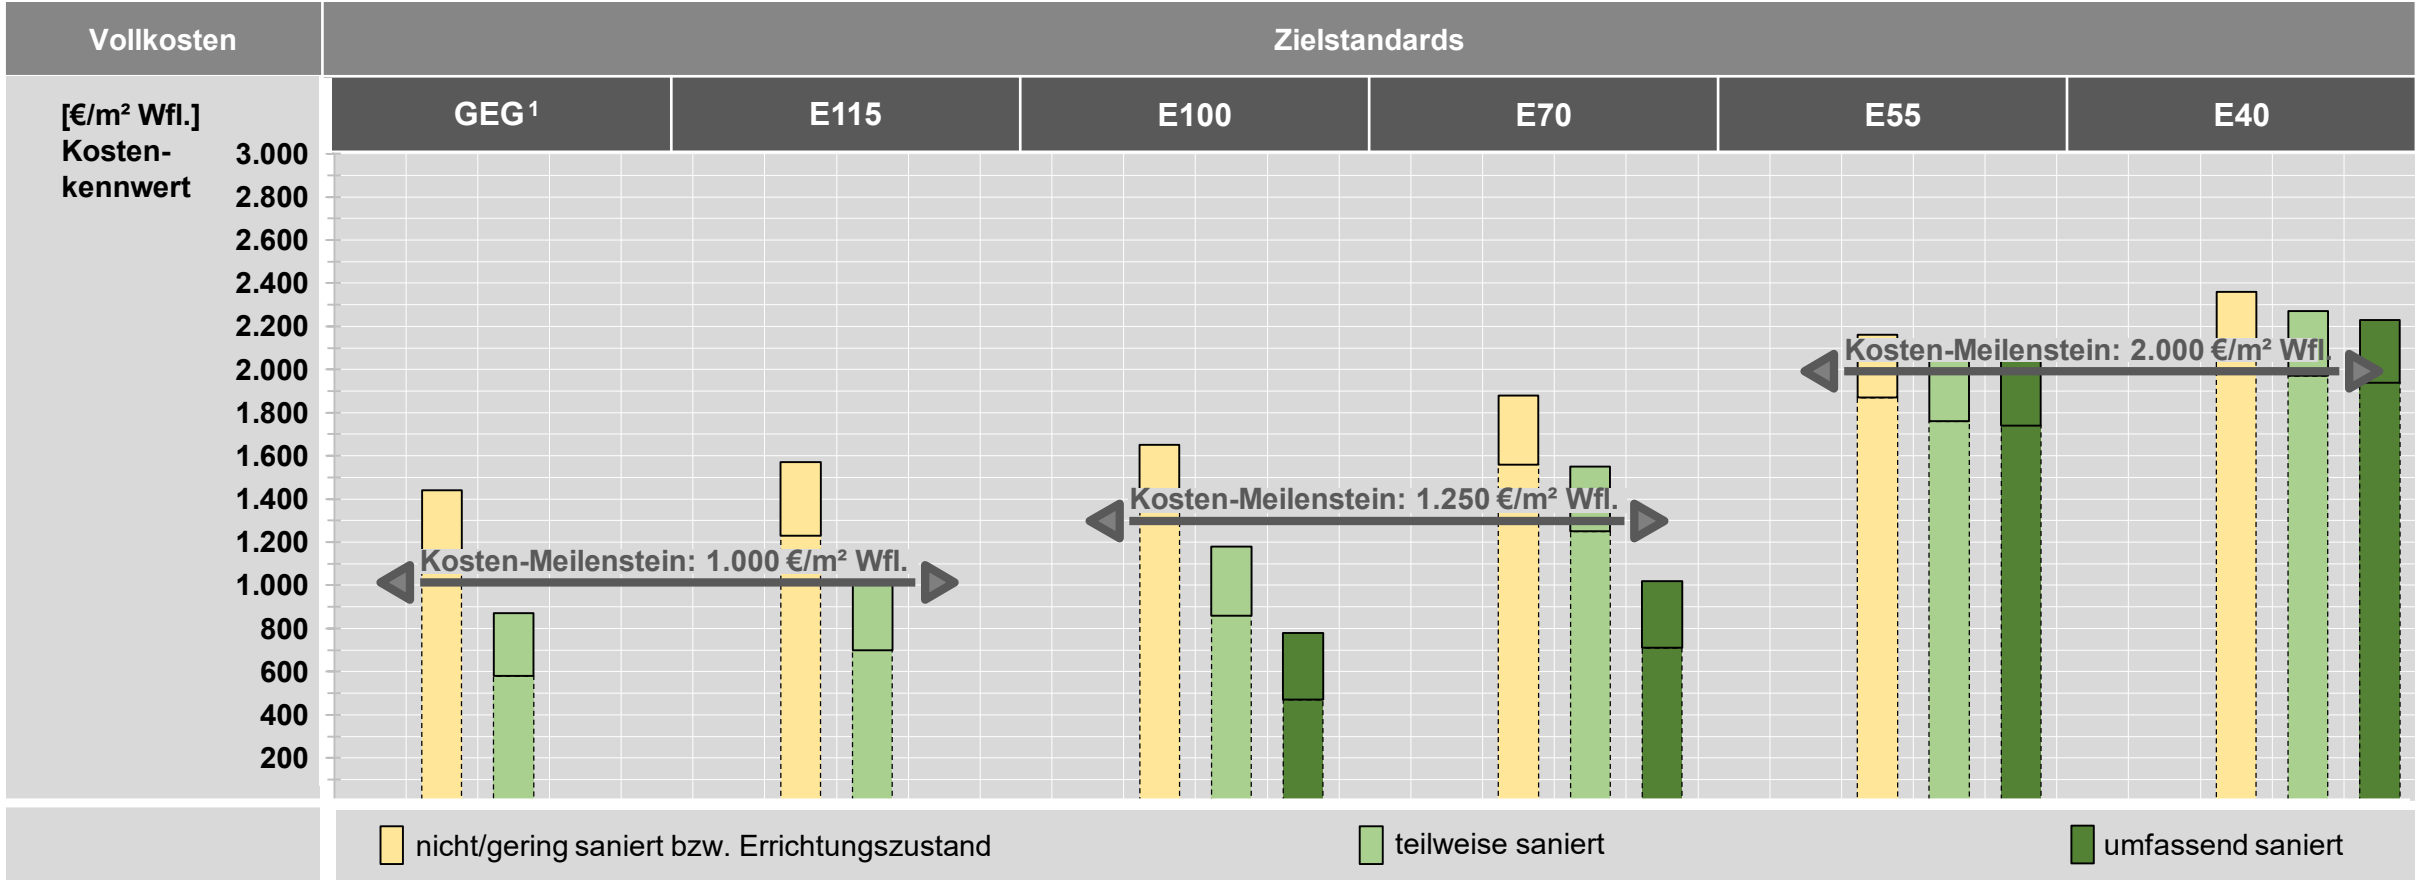 Vollkosten
Zielstandards
[€/m² Wfl.]
Kosten-
kennwert
GEG¹
E115
E100
E70
E55
E40
3.000
2.800
2.600
2.400
2.200
2.000
1.800
1.600
1.400
1.200
1.000
800
600
400
200
Kosten-Meilenstein: 2.000 €/m² Wfl.
Kosten-Meilenstein: 1.250 €/m² Wfl.
Kosten-Meilenstein: 1.000 €/m² Wfl.
nicht/gering saniert bzw. Errichtungszustand
teilweise saniert
umfassend saniert